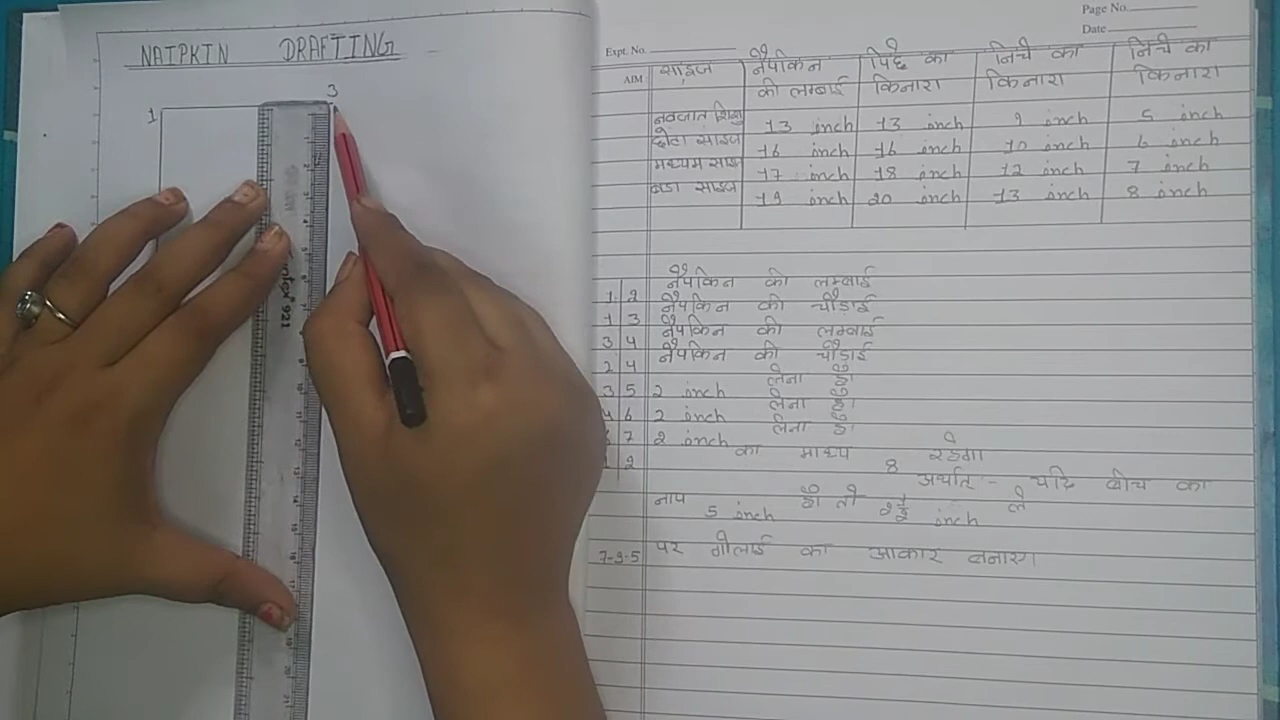 NAIPKIN DRAFTING
1
3
Page No.
Date
Expt. No.
AIM
साइज नैपकिन की लम्बाई पिछे का किनारा निचे का किनारा निचे का किनारा
नवजात शिशु 13 inch 13 inch 9 inch 5 inch
छोटा साइज 16 inch 16 inch 10 inch 6 inch
मध्यम साइज 17 inch 18 inch 12 inch 7 inch
बडा साइज 19 inch 20 inch 13 inch 8 inch
1 2 नैपकिन की लम्बाई
1 3 नैपकिन की चौड़ाई
3 4 नैपकिन की लम्बाई
2 4 नैपकिन की चौड़ाई
3 5 2 inch लेना है।
4 6 2 inch लेना है।
7 2 inch लेना है।
1 2 का माध्य 8 रहेगा
अर्थात - यदि बीच का
नाप 5 inch हो तो inch ले
7-9-5 पर गोलाई का आकार बनाए।